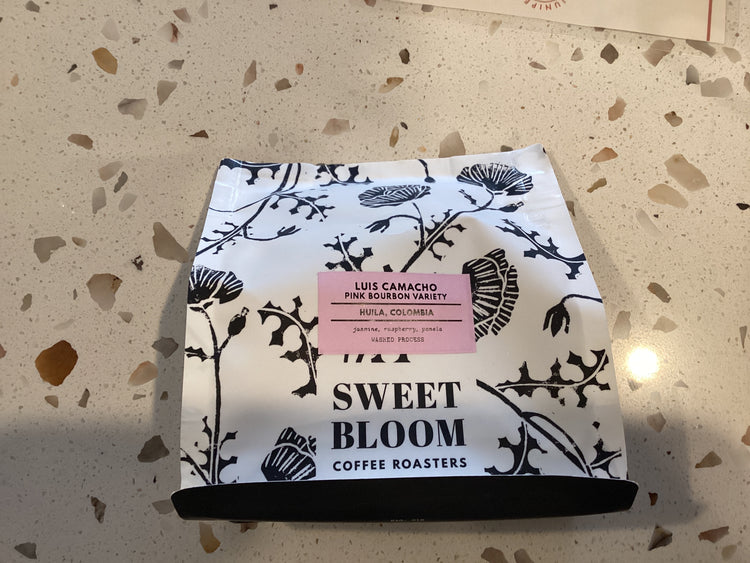 LUIS CAMACHO
PINK BOURBON VARIETY
HUILA, COLOMBIA
jasmine, raspberry, panela
WASHED PROCESS
SWEET
BLOOM
COFFEE ROASTERS